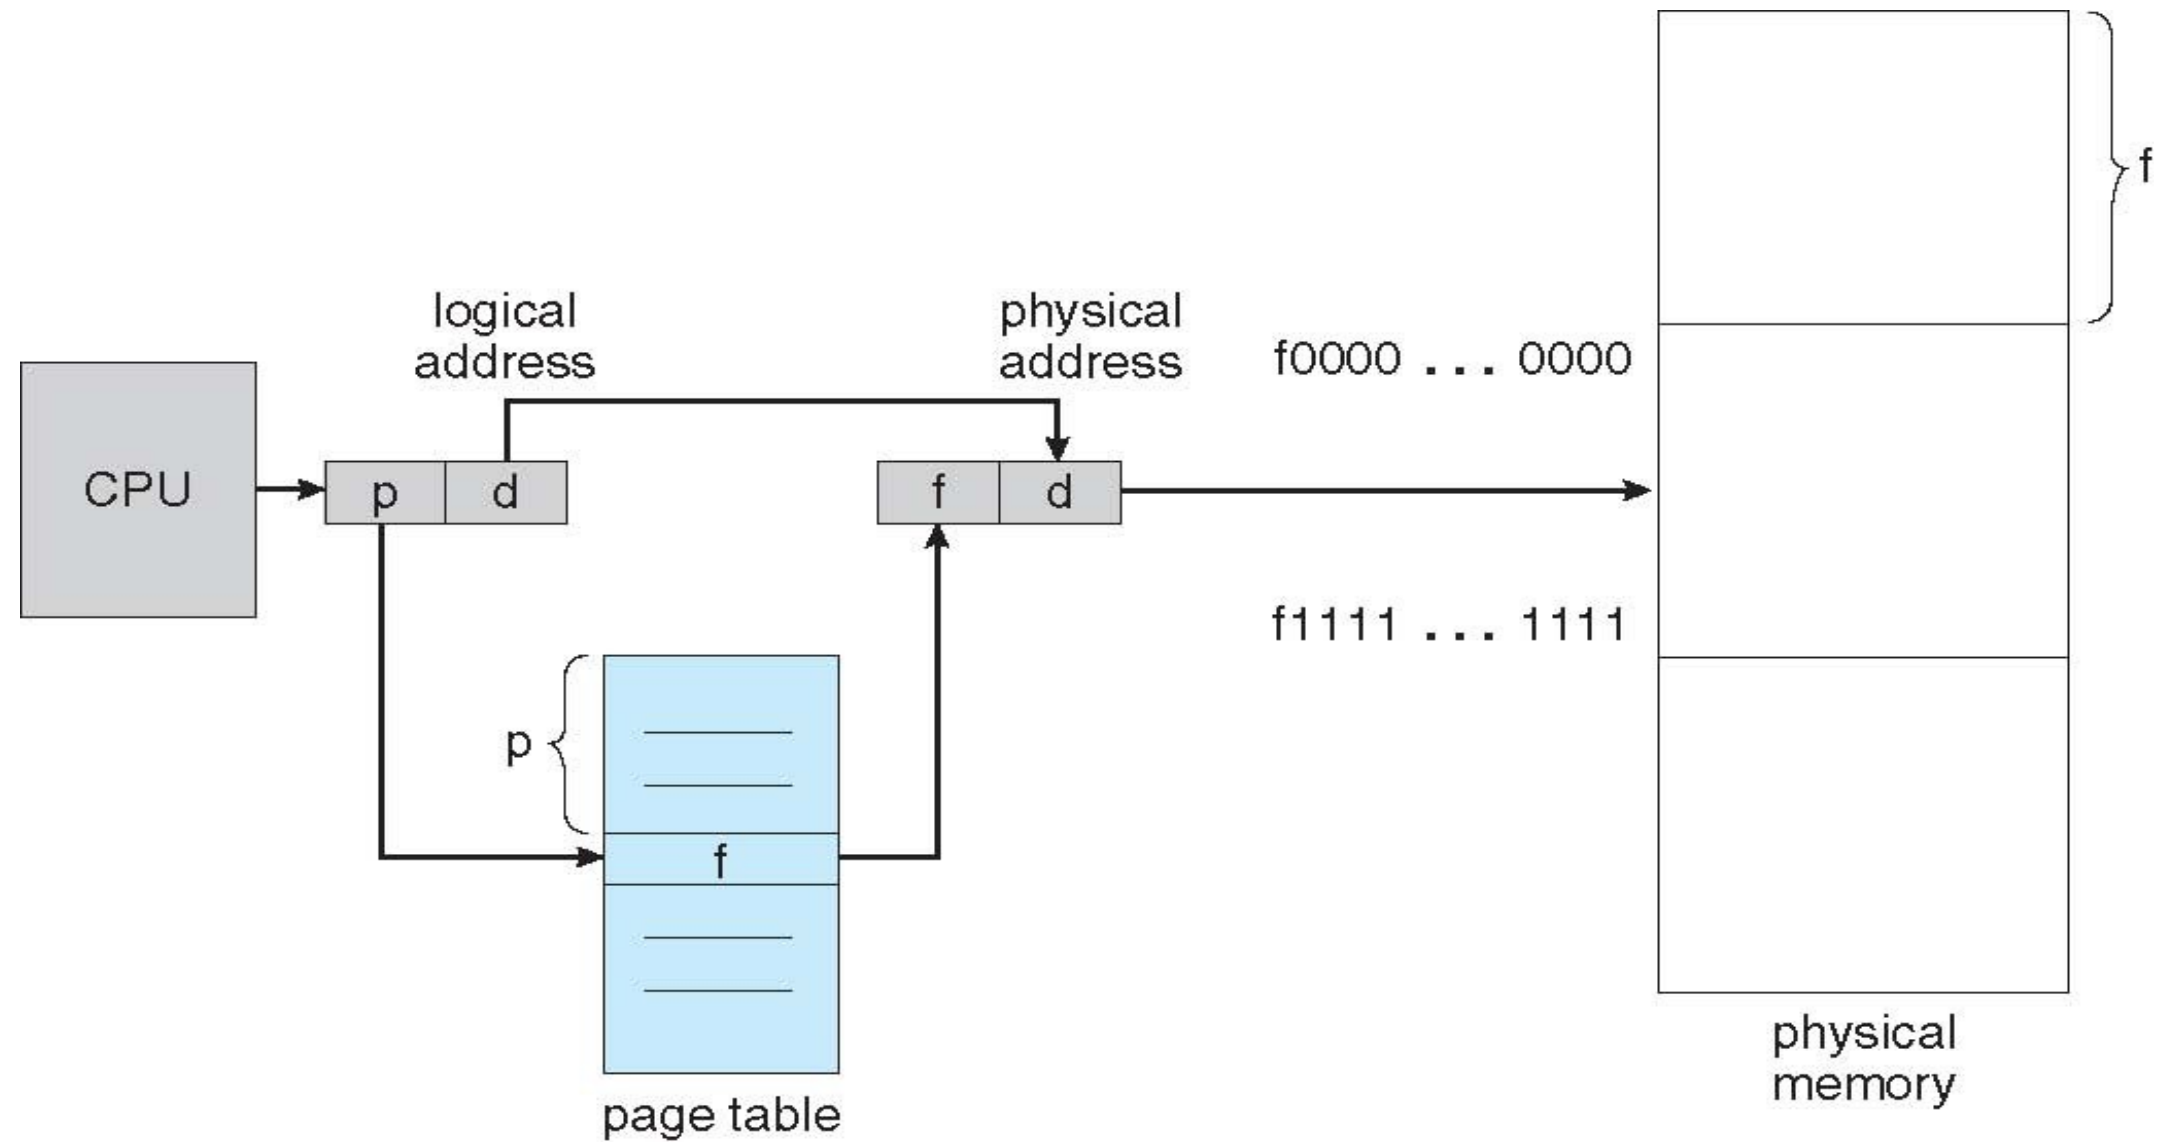 f
logical
address
physical
address
f0000 ... 0000
CPU
p d
f d
f1111 ... 1111
p
f
page table
physical
memory